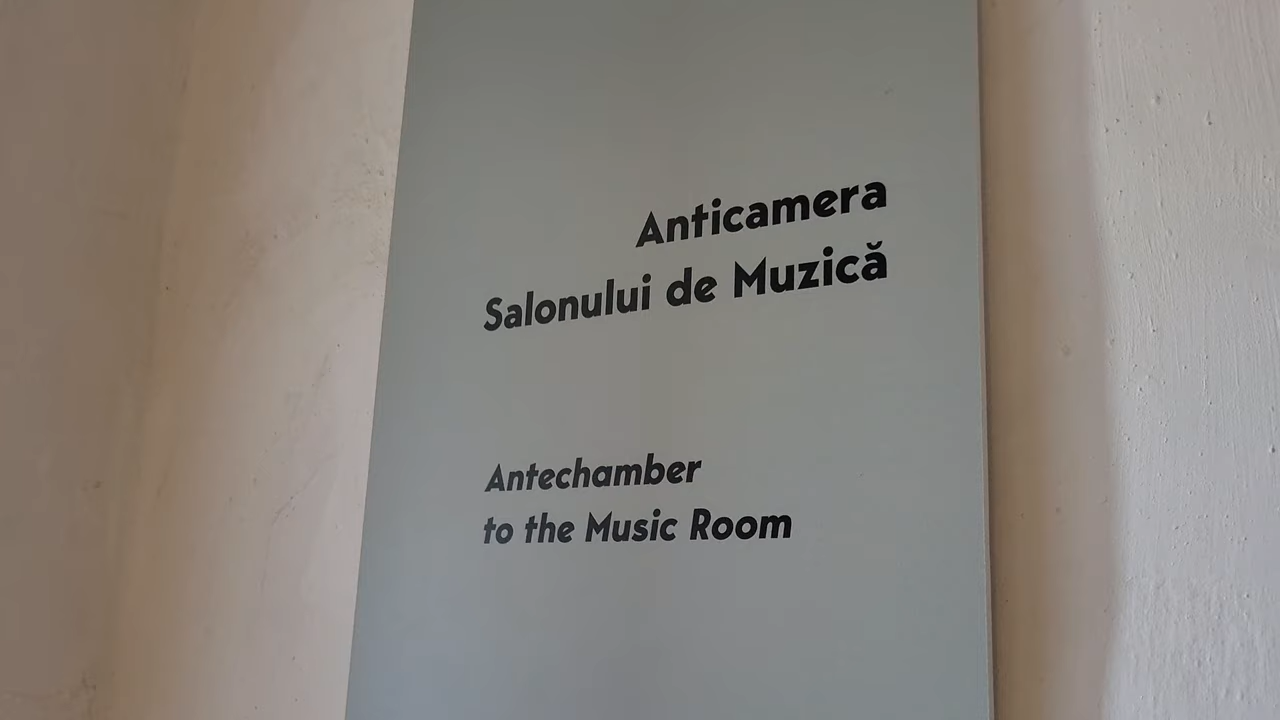 Anticamera
Salonului de Muzică
Antechamber
to the Music Room